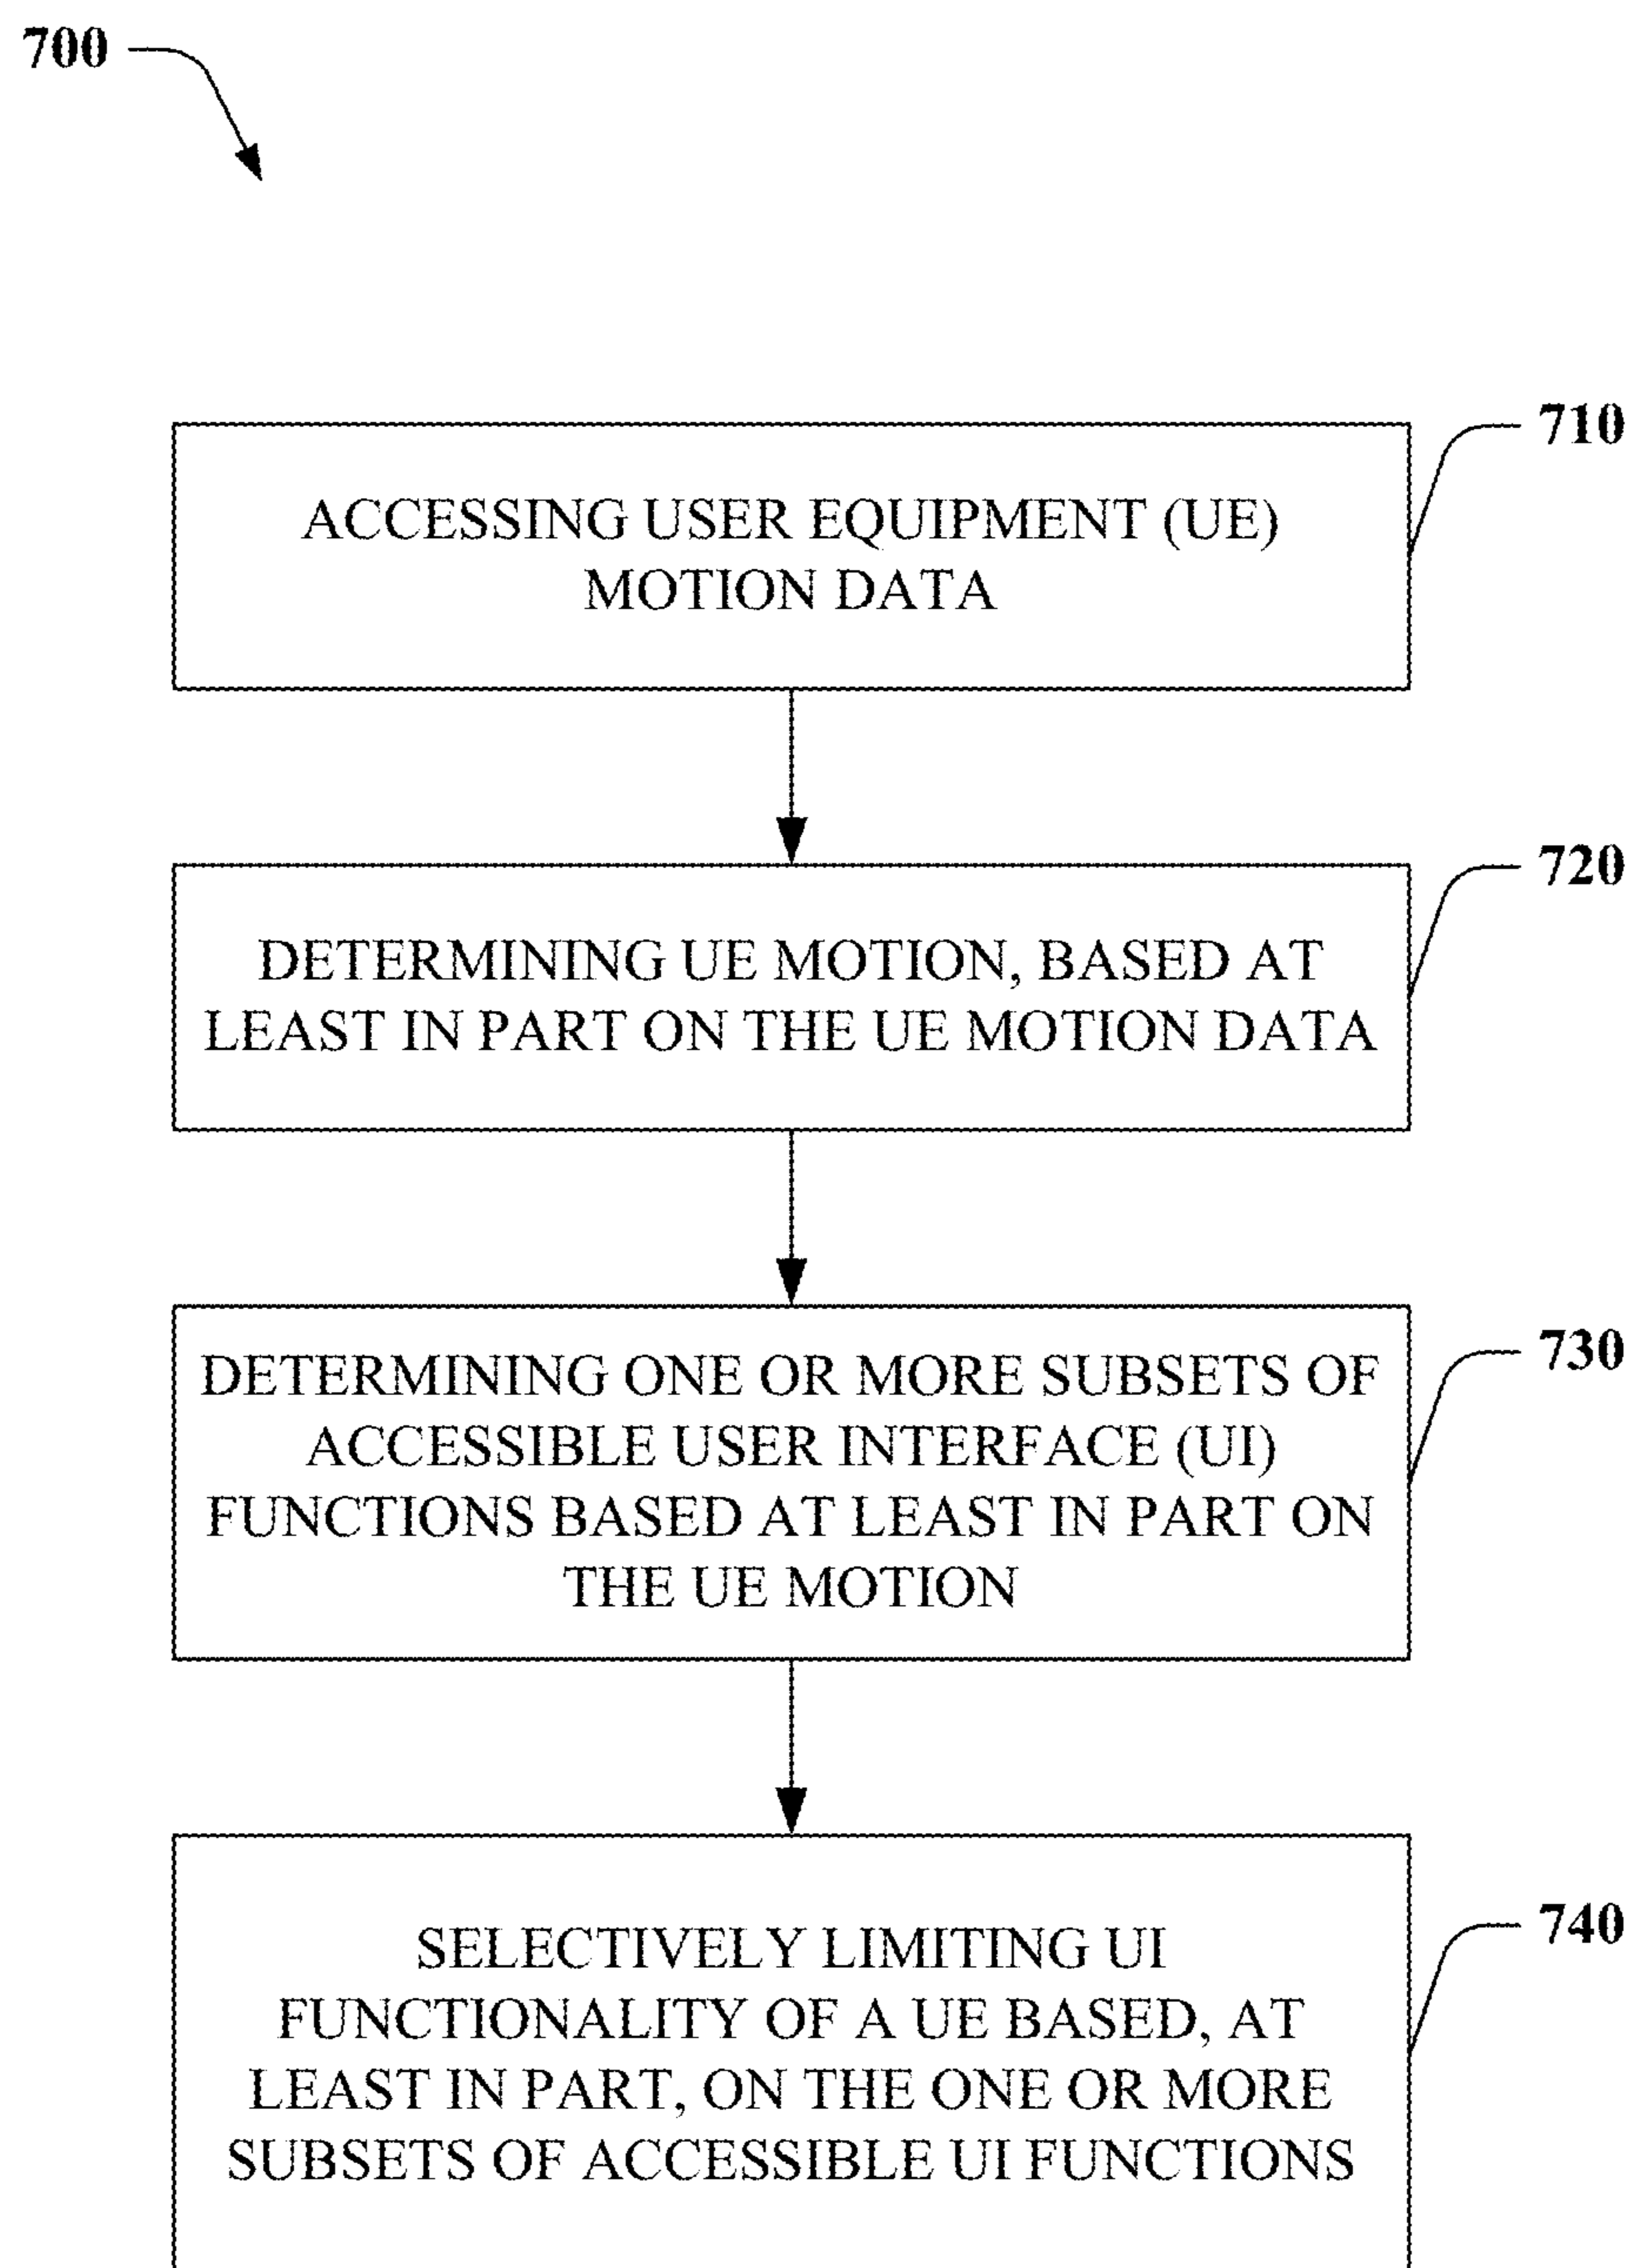 700
710
ACCESSING USER EQUIPMENT (UE)
MOTION DATA
720
DETERMINING UE MOTION, BASED AT
LEAST IN PART ON THE UE MOTION DATA
730
DETERMINING ONE OR MORE SUBSETS OF
ACCESSIBLE USER INTERFACE (UI)
FUNCTIONS BASED AT LEAST IN PART ON
THE UE MOTION
740
SELECTIVELY LIMITING UI
FUNCTIONALITY OF A UE BASED, AT
LEAST IN PART, ON THE ONE OR MORE
SUBSETS OF ACCESSIBLE UI FUNCTIONS